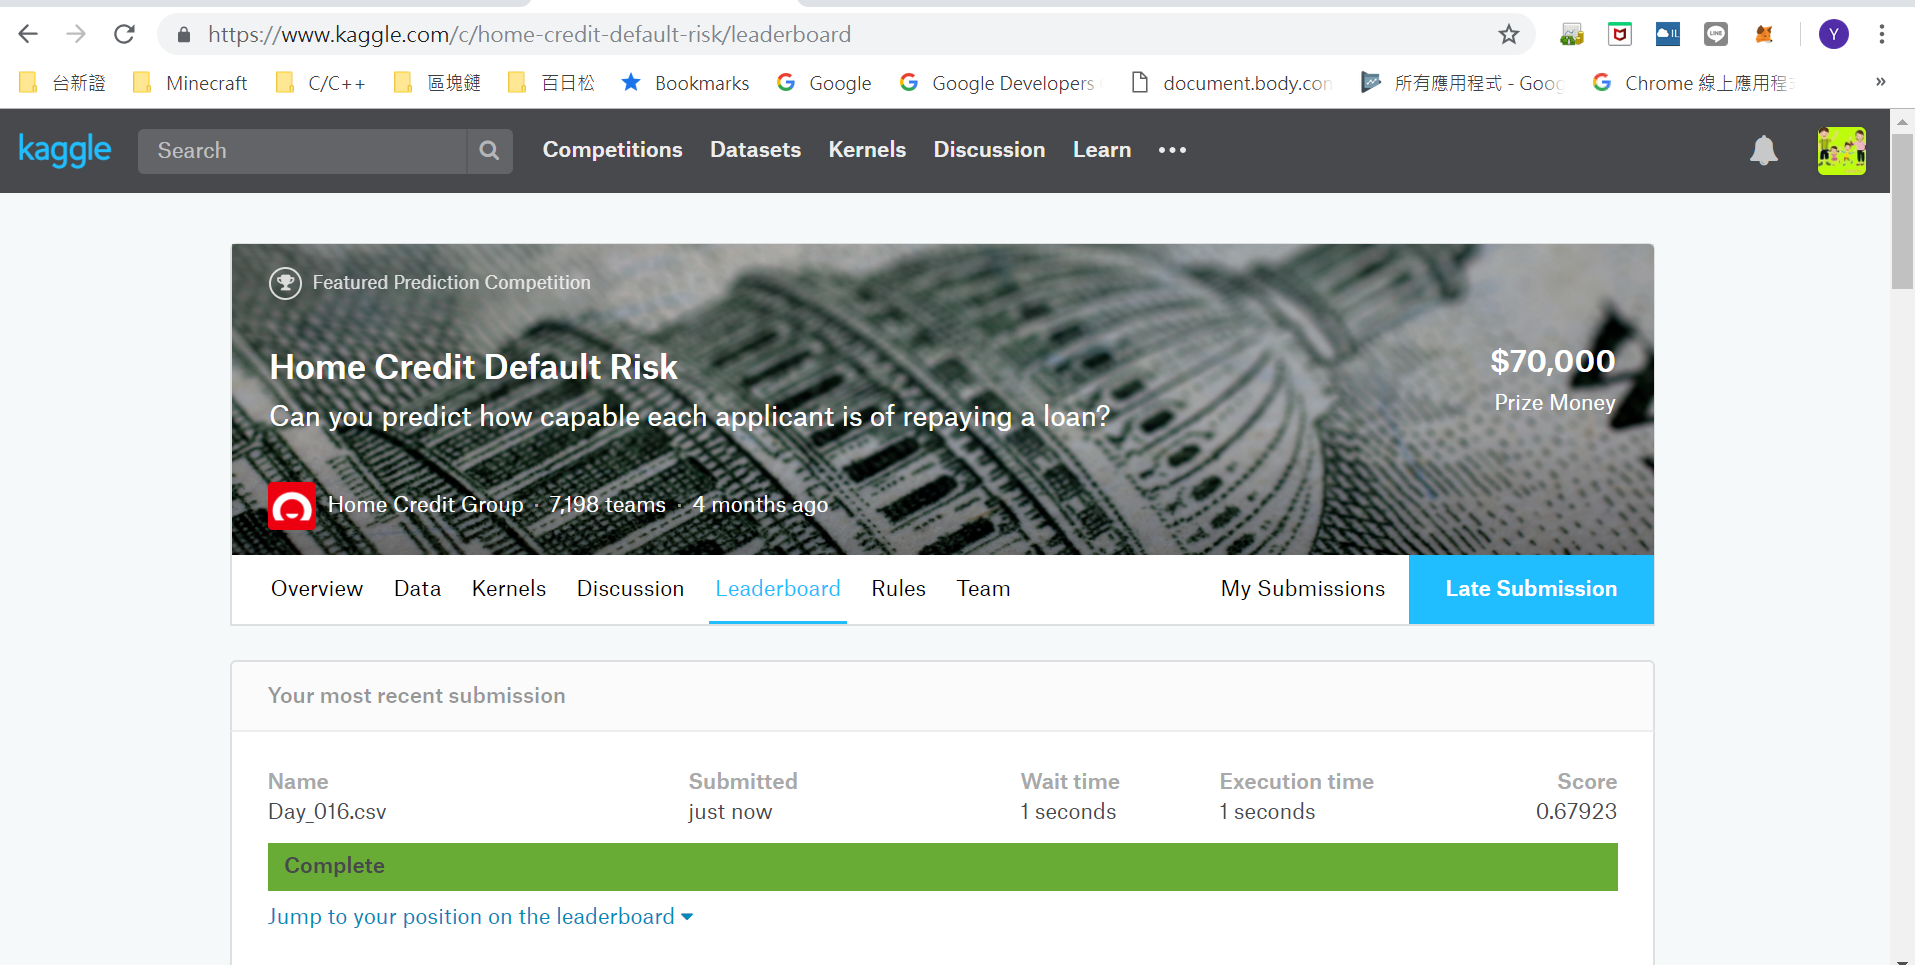 https://www.kaggle.com/c/home-credit-default-risk/leaderboard
IL
LINE
Y
台新證
Minecraft
C/C++
區塊鏈
百日松
Bookmarks
Google
Google Developers
document.body.con
所有應用程式 - Goog
Chrome 線上應用程式
»
kaggle
Search
Competitions Datasets Kernels Discussion Learn •••
Featured Prediction Competition
Home Credit Default Risk
Can you predict how capable each applicant is of repaying a loan?
$70,000
Prize Money
Home Credit Group · 7,198 teams · 4 months ago
Overview Data Kernels Discussion Leaderboard Rules Team My Submissions Late Submission
Your most recent submission
Name Submitted Wait time Execution time Score
Day_016.csv just now 1 seconds 1 seconds 0.67923
Complete
Jump to your position on the leaderboard